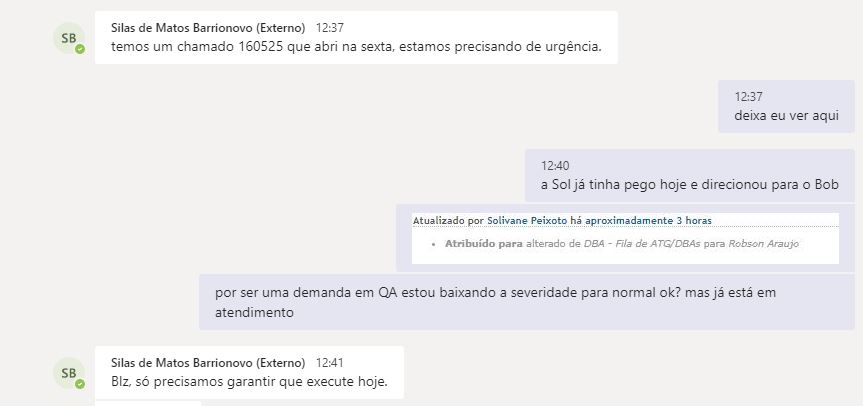 Silas de Matos Barrionovo (Externo) 12:37
SB
temos um chamado 160525 que abri na sexta, estamos precisando de urgência.
12:37
deixa eu ver aqui
12:40
a Sol já tinha pego hoje e direcionou para o Bob
Atualizado por Solivane Peixoto há aproximadamente 3 horas
• Atribuído para alterado de DBA - Fila de ATG/DBAs para Robson Araujo
por ser uma demanda em QA estou baixando a severidade para normal ok? mas já está em
atendimento
Silas de Matos Barrionovo (Externo) 12:41
SB
Blz, só precisamos garantir que execute hoje.